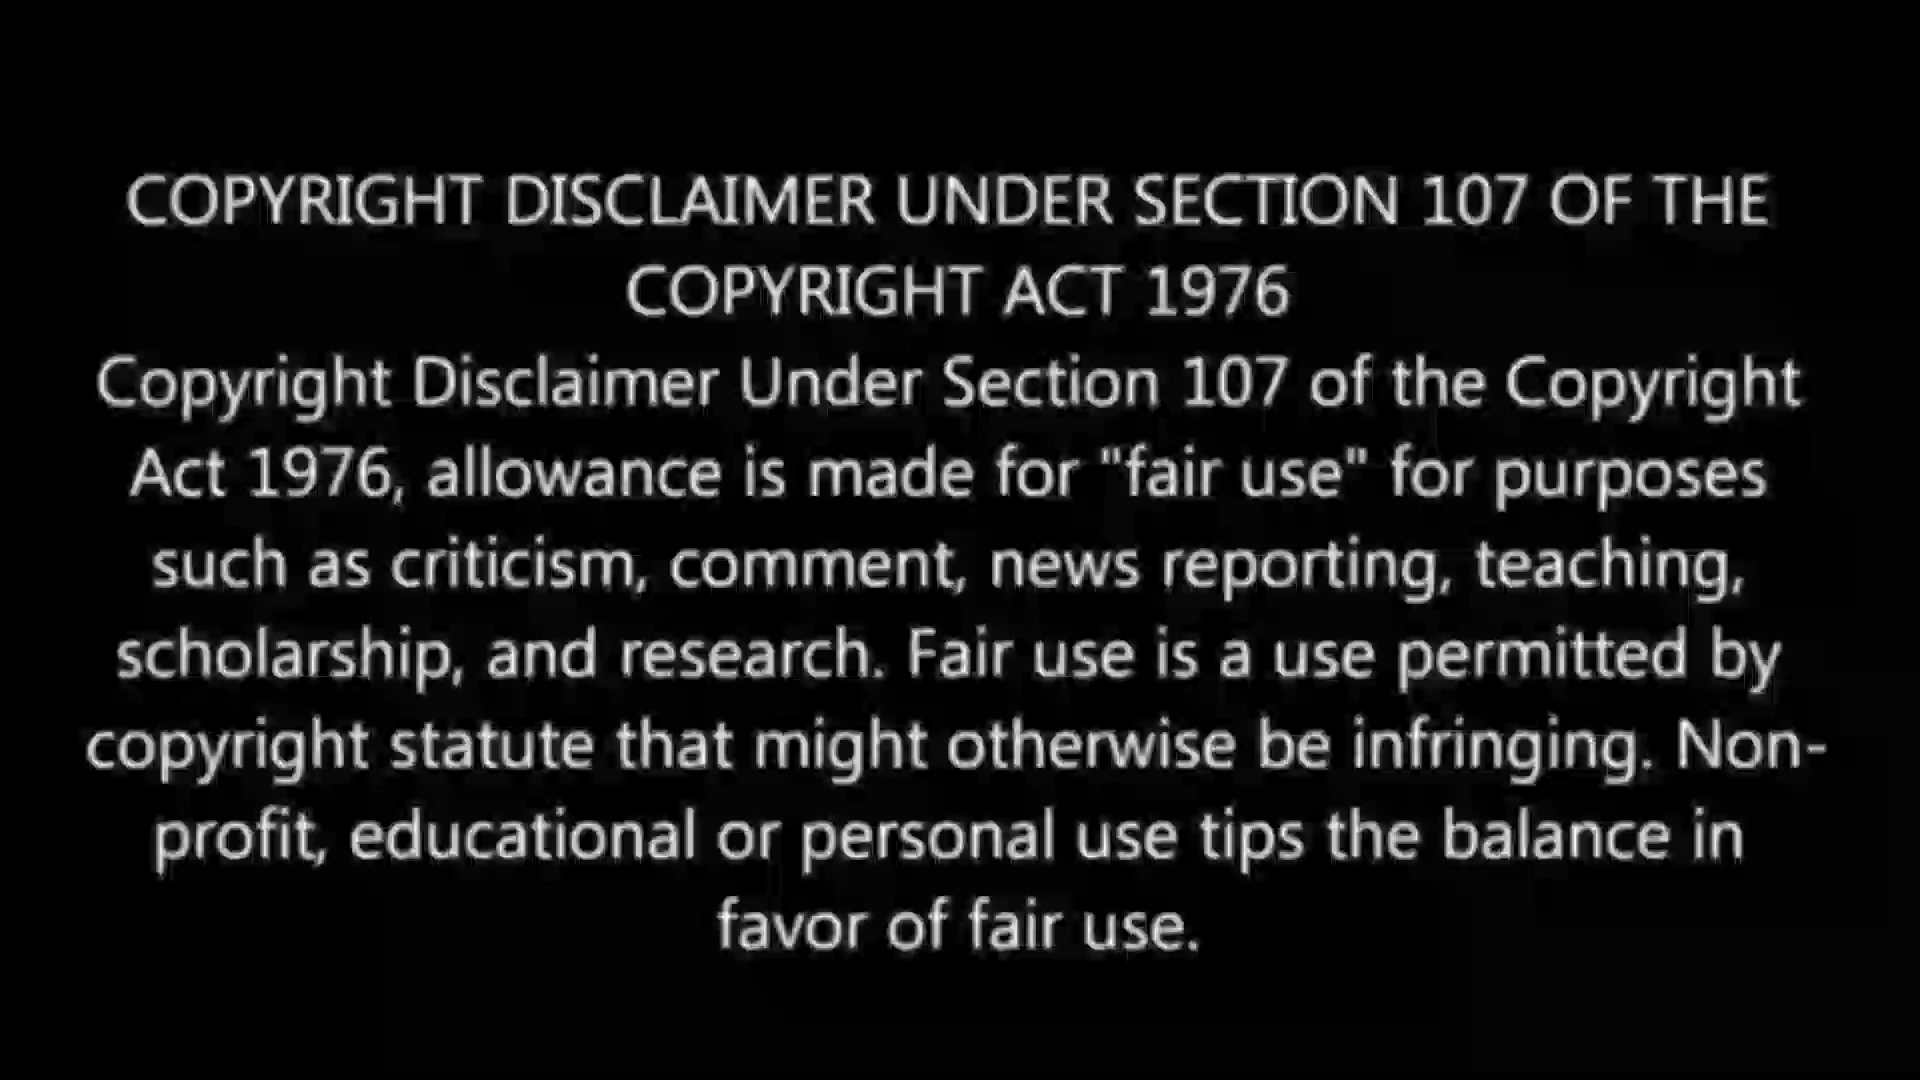 COPYRIGHT DISCLAIMER UNDER SECTION 107 OF THE
COPYRIGHT ACT 1976
Copyright Disclaimer Under Section 107 of the Copyright
Act 1976, allowance is made for "fair use" for purposes
such as criticism, comment, news reporting, teaching,
scholarship, and research. Fair use is a use permitted by
copyright statute that might otherwise be infringing. Non-
profit, educational or personal use tips the balance in
favor of fair use.